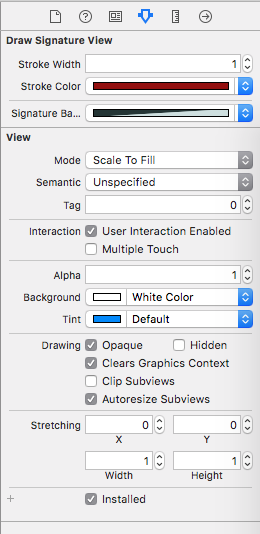 Draw Signature View
Stroke Width 1
Stroke Color
Signature Ba...
View
Mode Scale To Fill
Semantic Unspecified
Tag 0
Interaction User Interaction Enabled
Multiple Touch
Alpha 1
Background White Color
Tint Default
Drawing Opaque Hidden
Clears Graphics Context
Clip Subviews
Autoresize Subviews
Stretching 0 0
X Y
1 1
Width Height
+ Installed